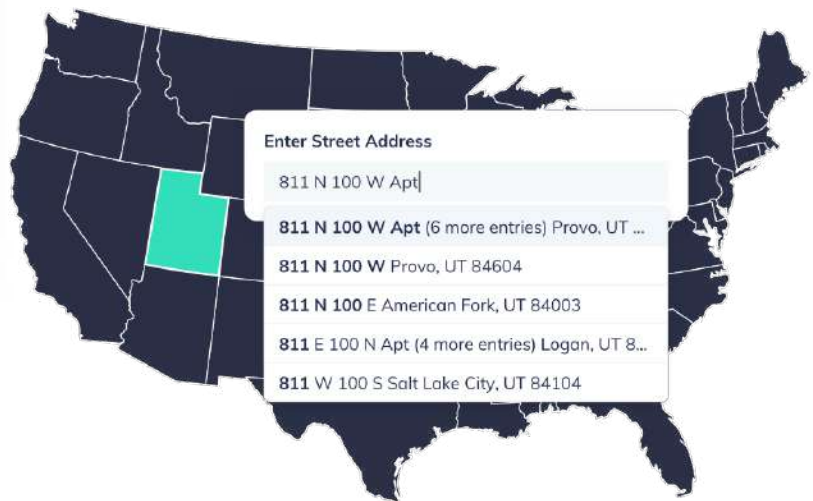 Enter Street Address
811 N 100 W Apt
811 N 100 W Apt (6 more entries) Provo, UT ...
811 N 100 W Provo, UT 84604
811 N 100 E American Fork, UT 84003
811 E 100 N Apt (4 more entries) Logan, UT 8...
811 W 100 S Salt Lake City, UT 84104